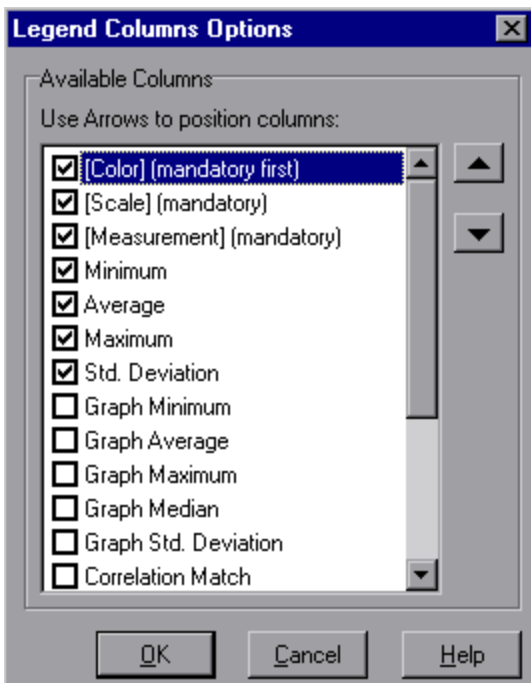 Legend Columns Options
Available Columns
Use Arrows to position columns:
[Color] (mandatory first)
[Scale] (mandatory)
[Measurement] (mandatory)
Minimum
Average
Maximum
Std. Deviation
Graph Minimum
Graph Average
Graph Maximum
Graph Median
Graph Std. Deviation
Correlation Match
OK Cancel Help